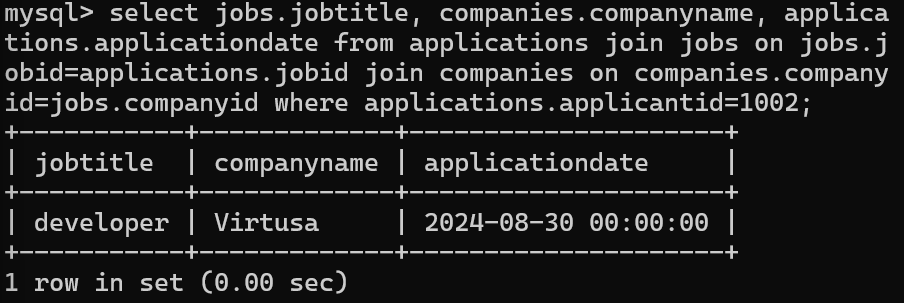 mysql> select jobs.jobtitle, companies.companyname, applica
tions.applicationdate from applications join jobs on jobs.j
obid=applications.jobid join companies on companies.company
id=jobs.companyid where applications.applicantid=1002;
+-----------+-------------+---------------------+
| jobtitle  | companyname | applicationdate     |
+-----------+-------------+---------------------+
| developer | Virtusa     | 2024-08-30 00:00:00 |
+-----------+-------------+---------------------+
1 row in set (0.00 sec)